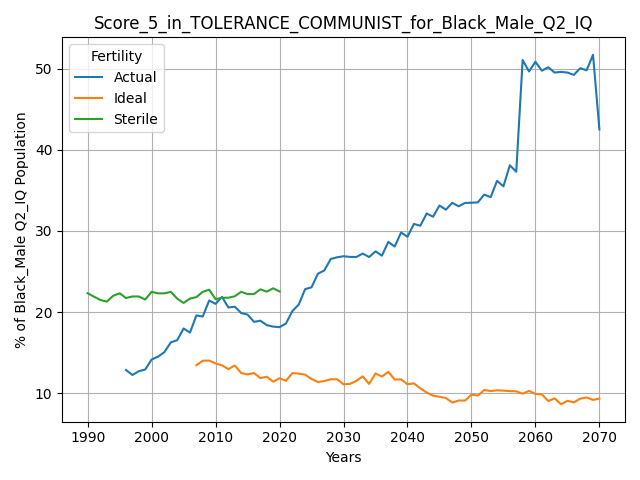 Score_5_in_TOLERANCE_COMMUNIST_for_Black_Male_Q2_IQ
Fertility
Actual
Ideal
Sterile
% of Black_Male Q2_IQ Population
50
40
30
20
10
1990 2000 2010 2020 2030 2040 2050 2060 2070
Years